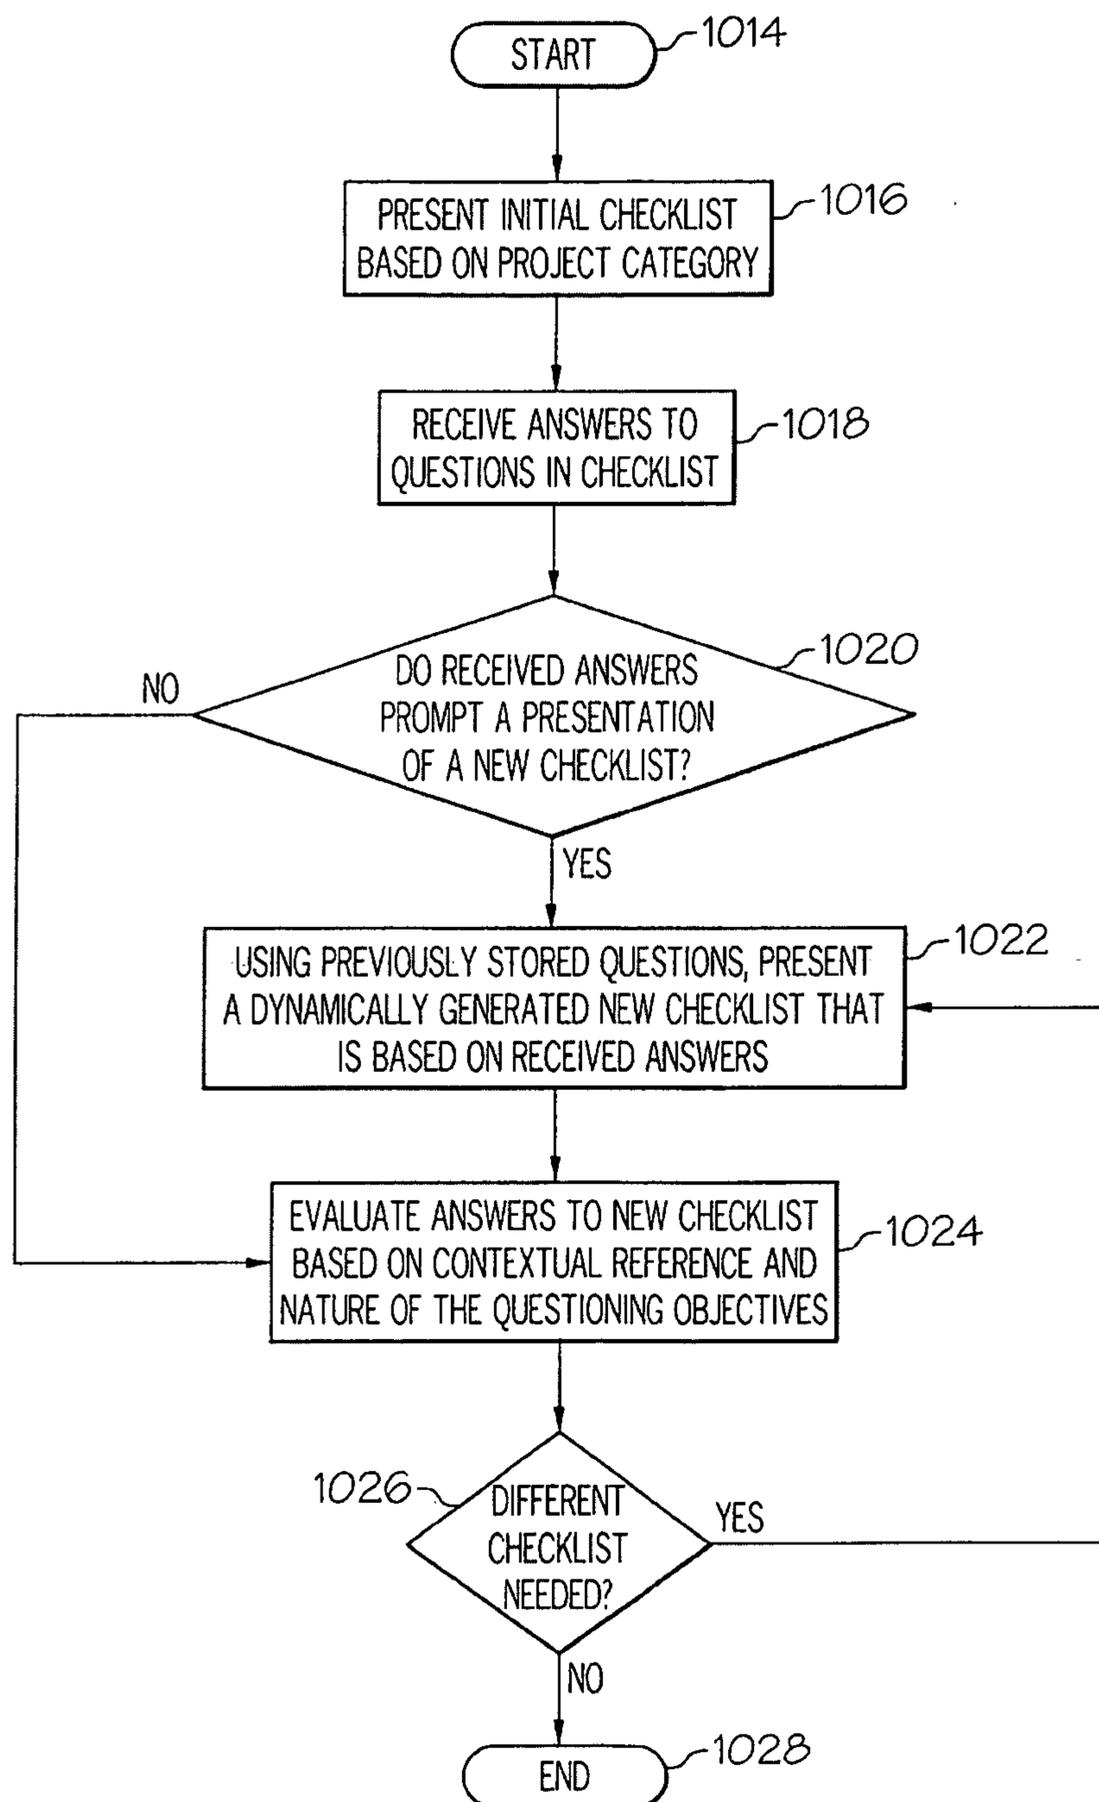 START
1014
PRESENT INITIAL CHECKLIST
BASED ON PROJECT CATEGORY
1016
RECEIVE ANSWERS TO
QUESTIONS IN CHECKLIST
1018
DO RECEIVED ANSWERS
PROMPT A PRESENTATION
OF A NEW CHECKLIST?
1020
NO
YES
USING PREVIOUSLY STORED QUESTIONS, PRESENT
A DYNAMICALLY GENERATED NEW CHECKLIST THAT
IS BASED ON RECEIVED ANSWERS
1022
EVALUATE ANSWERS TO NEW CHECKLIST
BASED ON CONTEXTUAL REFERENCE AND
NATURE OF THE QUESTIONING OBJECTIVES
1024
1026
DIFFERENT
CHECKLIST
NEEDED?
YES
NO
END
1028